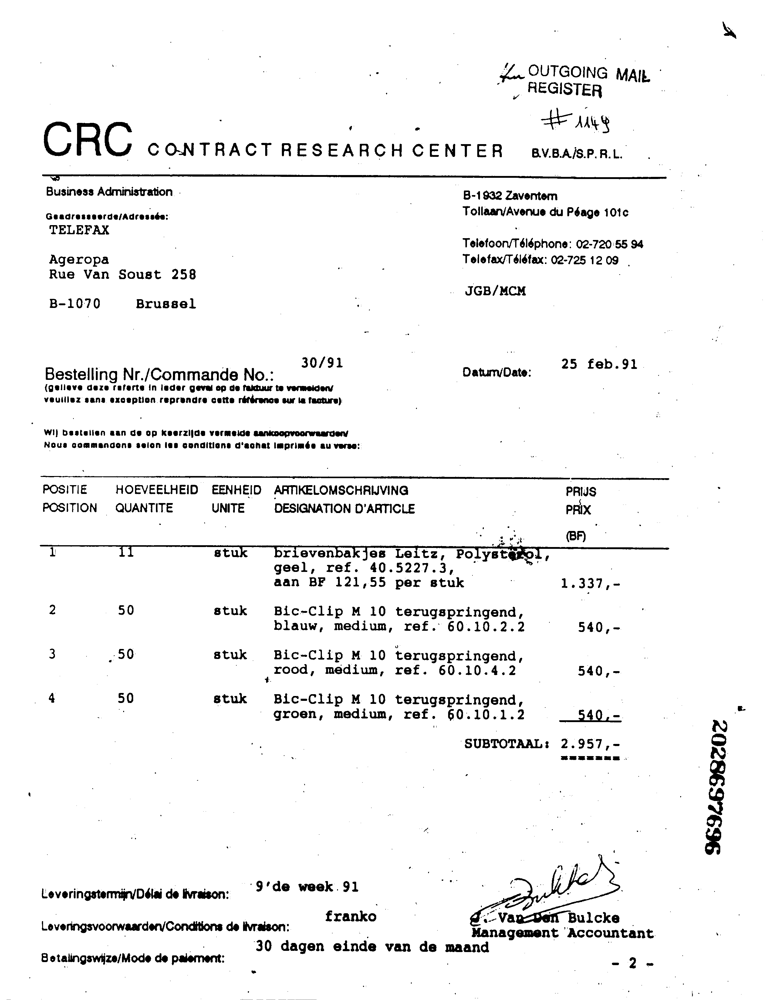 OUTGOING MAIL
REGISTER
# 1149
CRC CONTRACT RESEARCH CENTER B.V.B.A./S.P.R.L.
Business Administration
B-1932 Zaventem
Tollaan/Avenue du Péage 101c
Geadresseerde/Adressée:
TELEFAX
Telefoon/Téléphone: 02-720 55 94
Telefax/Téléfax: 02-725 12 09
Ageropa
Rue Van Soust 258
JGB/MCM
B-1070 Brussel
Bestelling Nr./Commande No.: 30/91
Datum/Date: 25 feb.91
(gelieve deze referte in ieder geval op de faktuur te vermelden/
veuillez sans exception reprendre cette référence sur la facture)
Wij bestellen aan de op keerzijde vermelde aankoopvoorwaarden/
Nous commandons selon les conditions d'achat imprimés au verso:
POSITIE HOEVEELHEID EENHEID ARTIKELOMSCHRIJVING PRIJS
POSITION QUANTITE UNITE DESIGNATION D'ARTICLE PRIX
(BF)
1 11 stuk brievenbakjes Leitz, Polysterol,
geel, ref. 40.5227.3,
aan BF 121,55 per stuk 1.337,-
2 50 stuk Bic-Clip M 10 terugspringend,
blauw, medium, ref. 60.10.2.2 540,-
3 50 stuk Bic-Clip M 10 terugspringend,
rood, medium, ref. 60.10.4.2 540,-
4 50 stuk Bic-Clip M 10 terugspringend,
groen, medium, ref. 60.10.1.2 540,-
SUBTOTAAL: 2.957,-
=======
2028697696
Leveringstermijn/Délai de livraison: 9'de week 91
Leveringsvoorwaarden/Conditions de livraison: franko
J. Van Den Bulcke
Management Accountant
Betalingswijze/Mode de paiement: 30 dagen einde van de maand
- 2 -